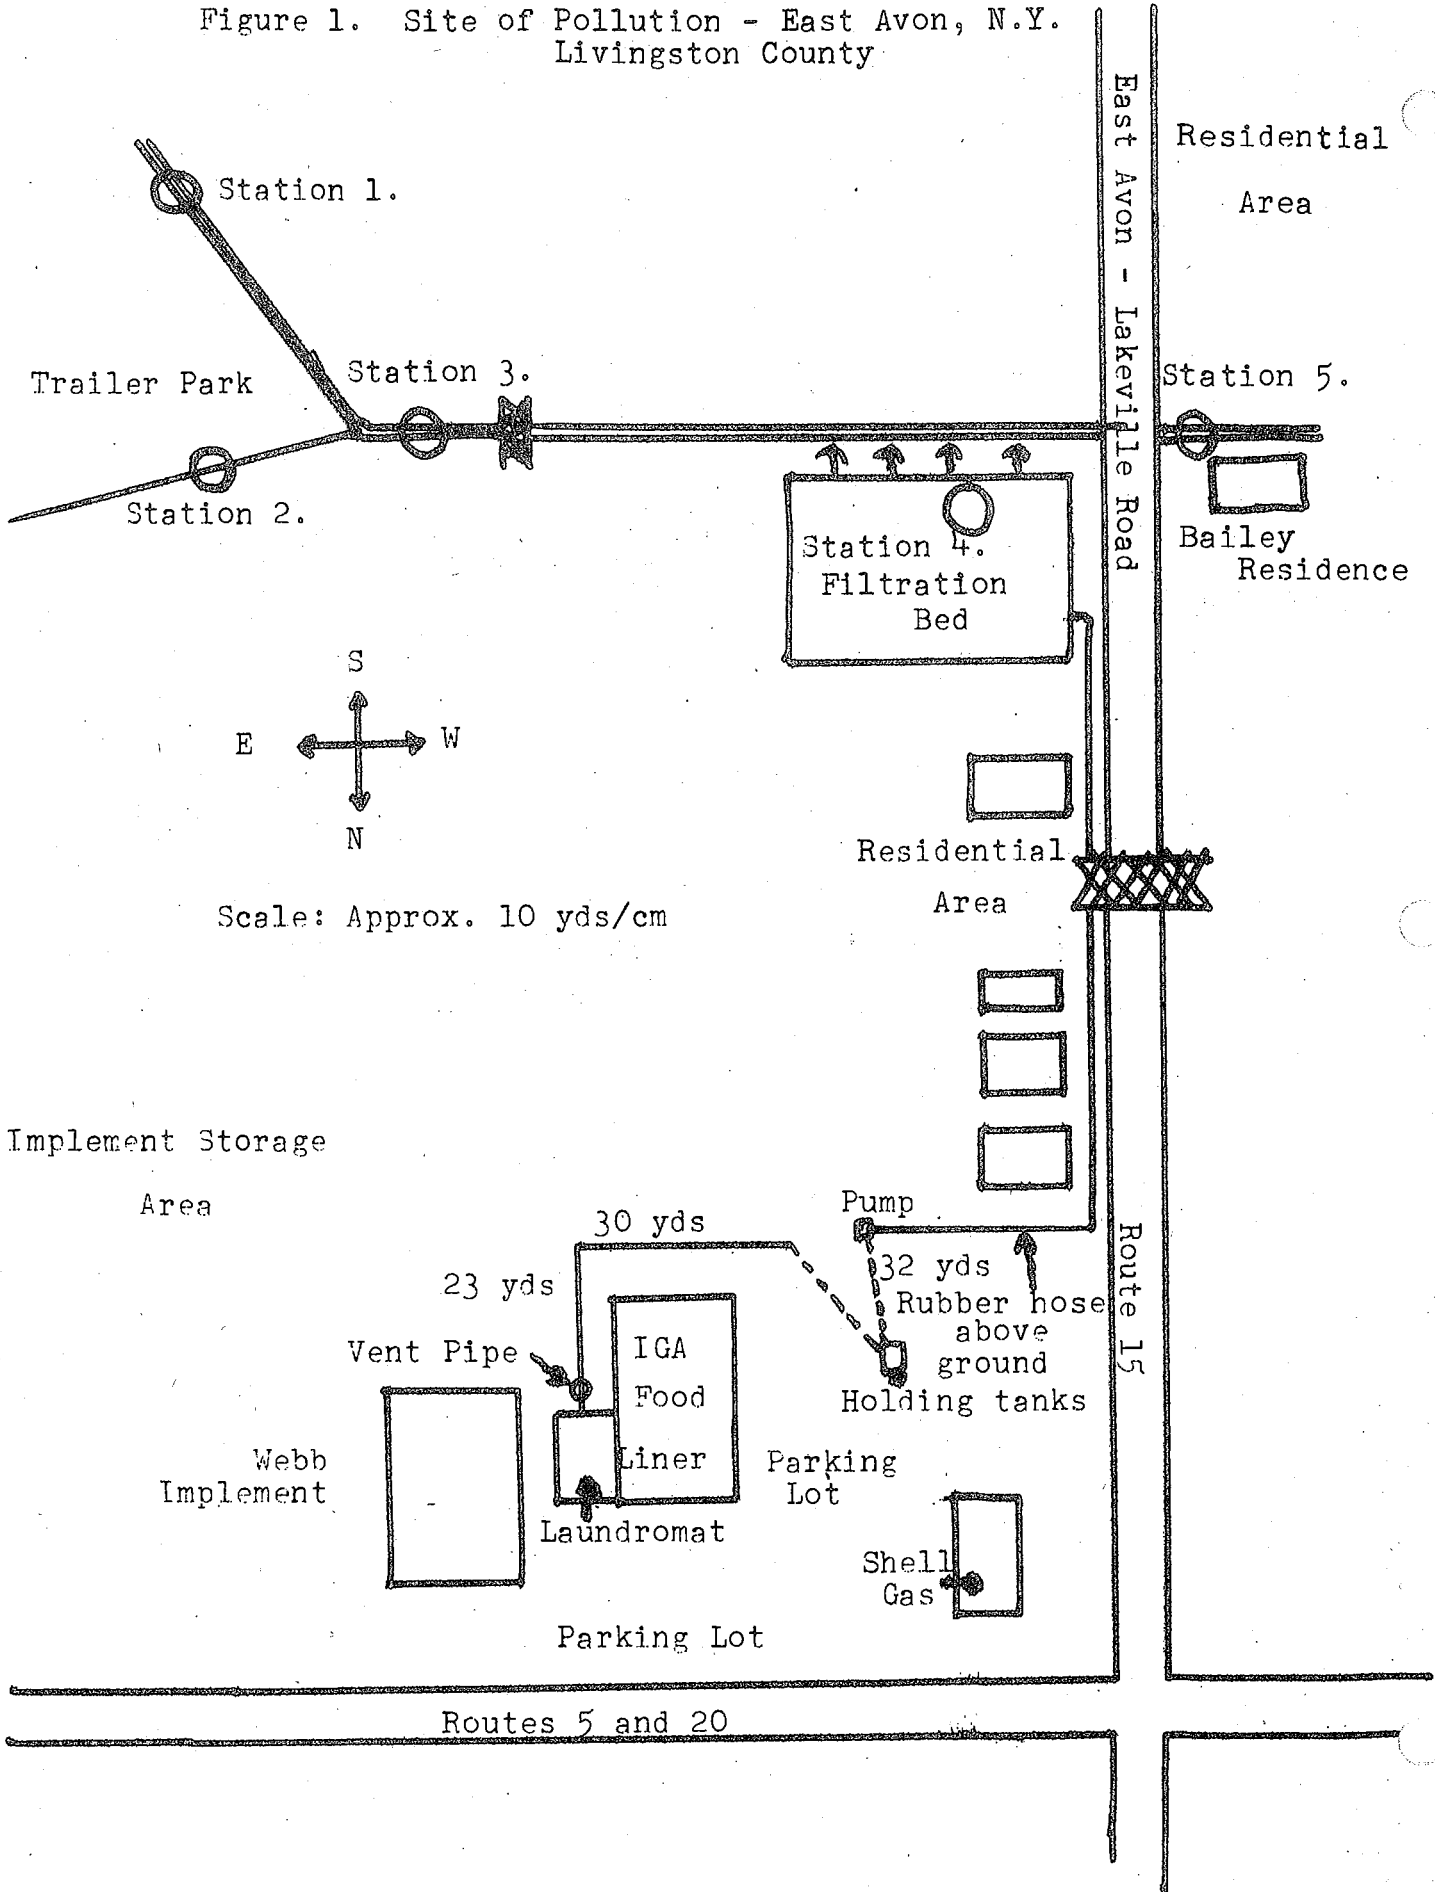 Figure 1. Site of Pollution - East Avon, N.Y.
Livingston County
East Avon - Lakeville Road
Residential
Area
Station 1.
Trailer Park
Station 3.
Station 5.
Station 2.
Station 4.
Filtration
Bed
Bailey
Residence
S
E
W
N
Residential
Area
Scale: Approx. 10 yds/cm
Implement Storage
Area
Pump
30 yds
Route 15
23 yds
32 yds
Rubber hose
above
ground
Vent Pipe
IGA
Food
Liner
Holding tanks
Webb
Implement
Parking
Lot
Laundromat
Shell
Gas
Parking Lot
Routes 5 and 20